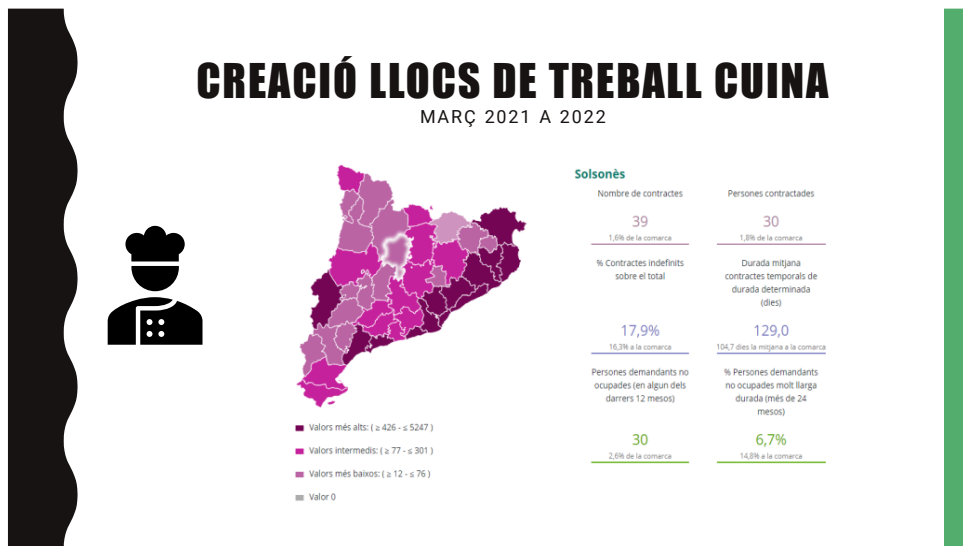 CREACIÓ LLOCS DE TREBALL CUINA
MARÇ 2021 A 2022
Solsonès
Nombre de contractes
39
1,6% de la comarca
Persones contractades
30
1,8% de la comarca
% Contractes indefinits
sobre el total
17,9%
16,3% a la comarca
Durada mitjana
contractes temporals de
durada determinada
(dies)
129,0
104,7 dies la mitjana a la comarca
Persones demandants no
ocupades (en algun dels
darrers 12 mesos)
30
2,6% de la comarca
% Persones demandants
no ocupades molt llarga
durada (més de 24
mesos)
6,7%
14,8% a la comarca
Valors més alts: ( ≥ 426 - ≤ 5247 )
Valors intermedis: ( ≥ 77 - ≤ 301 )
Valors més baixos: ( ≥ 12 - ≤ 76 )
Valor 0